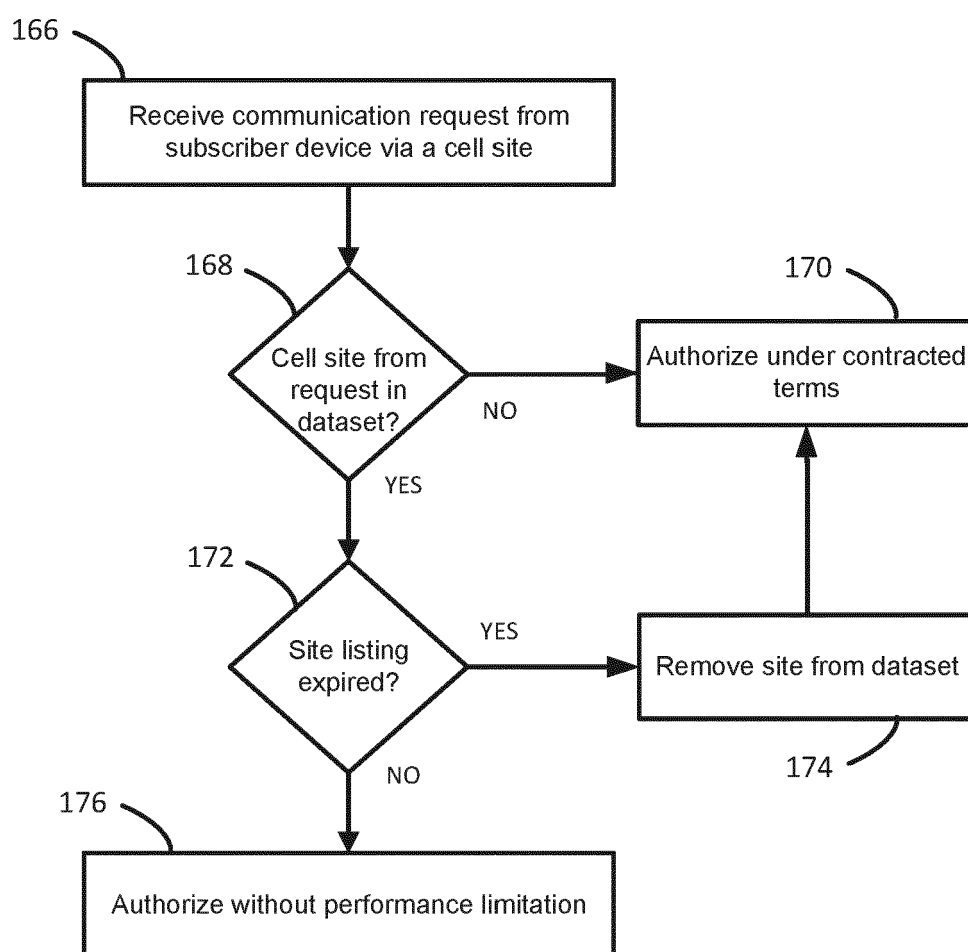 166
Receive communication request from
subscriber device via a cell site
168
Cell site from
request in
dataset?
NO
YES
170
Authorize under contracted
terms
172
Site listing
expired?
YES
NO
Remove site from dataset
174
176
Authorize without performance limitation